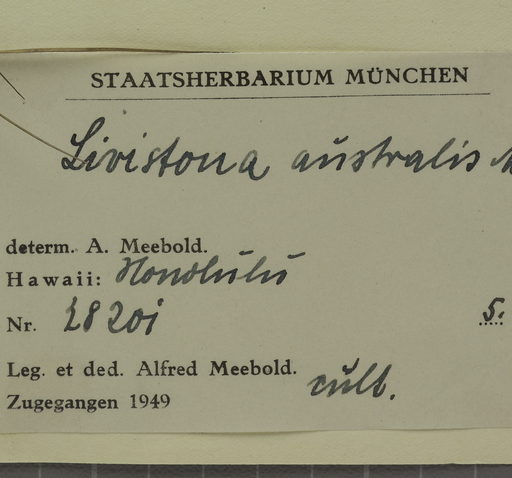 STAATSHERBARIUM MÜNCHEN
Livistona australis
determ. A. Meebold.
Hawaii: Honolulu
Nr. 28201 5.
Leg. et ded. Alfred Meebold.
cult.
Zugegangen 1949